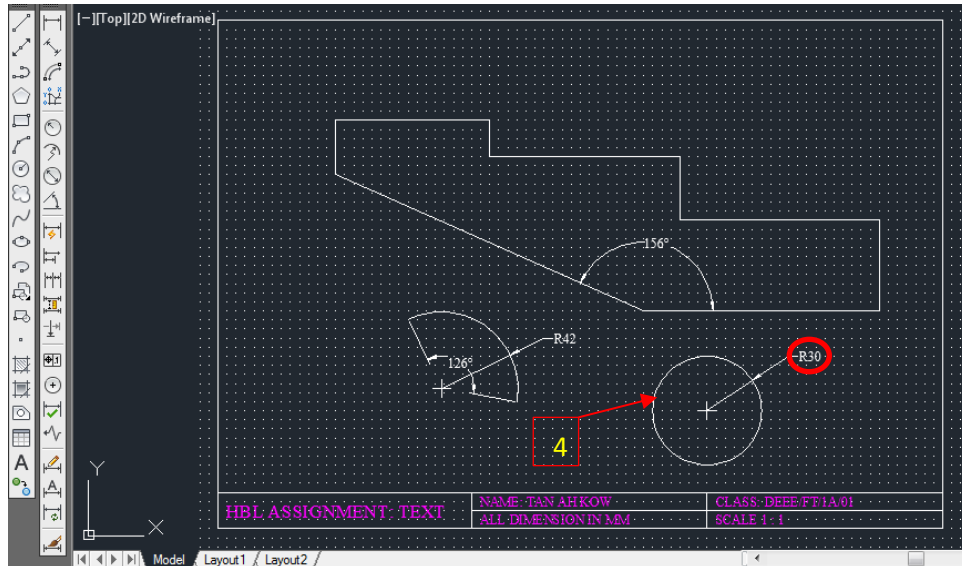 [−][Top][2D Wireframe]
156°
R42
126°
R30
4
HBL ASSIGNMENT: TEXT
NAME: TAN AH KOW
CLASS: DEEE/FT/1A/01
ALL DIMENSION IN MM
SCALE 1 : 1
Y
X
A
Model
Layout1
Layout2